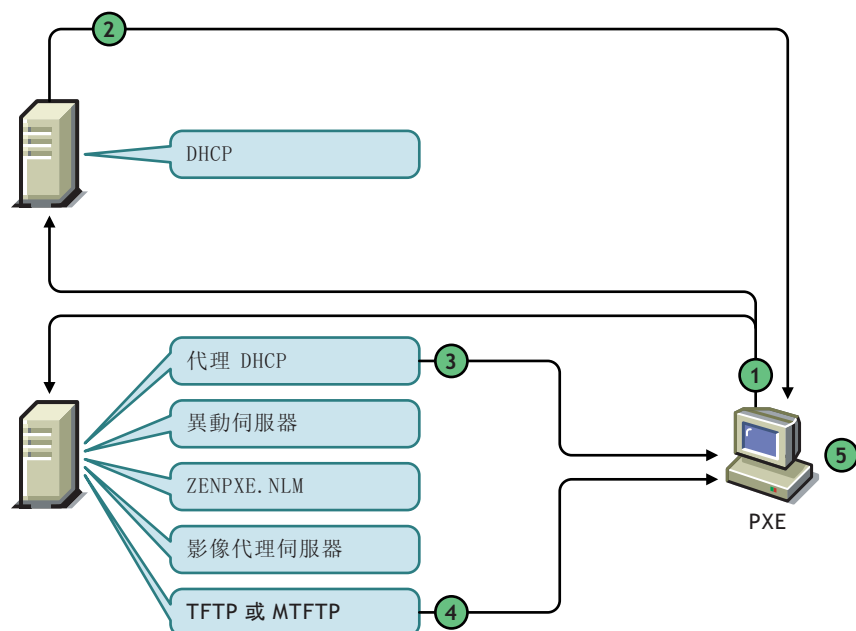 2
DHCP
代理 DHCP
3
1
異動伺服器
5
ZENPXE.NLM
PXE
影像代理伺服器
TFTP 或 MTFTP
4